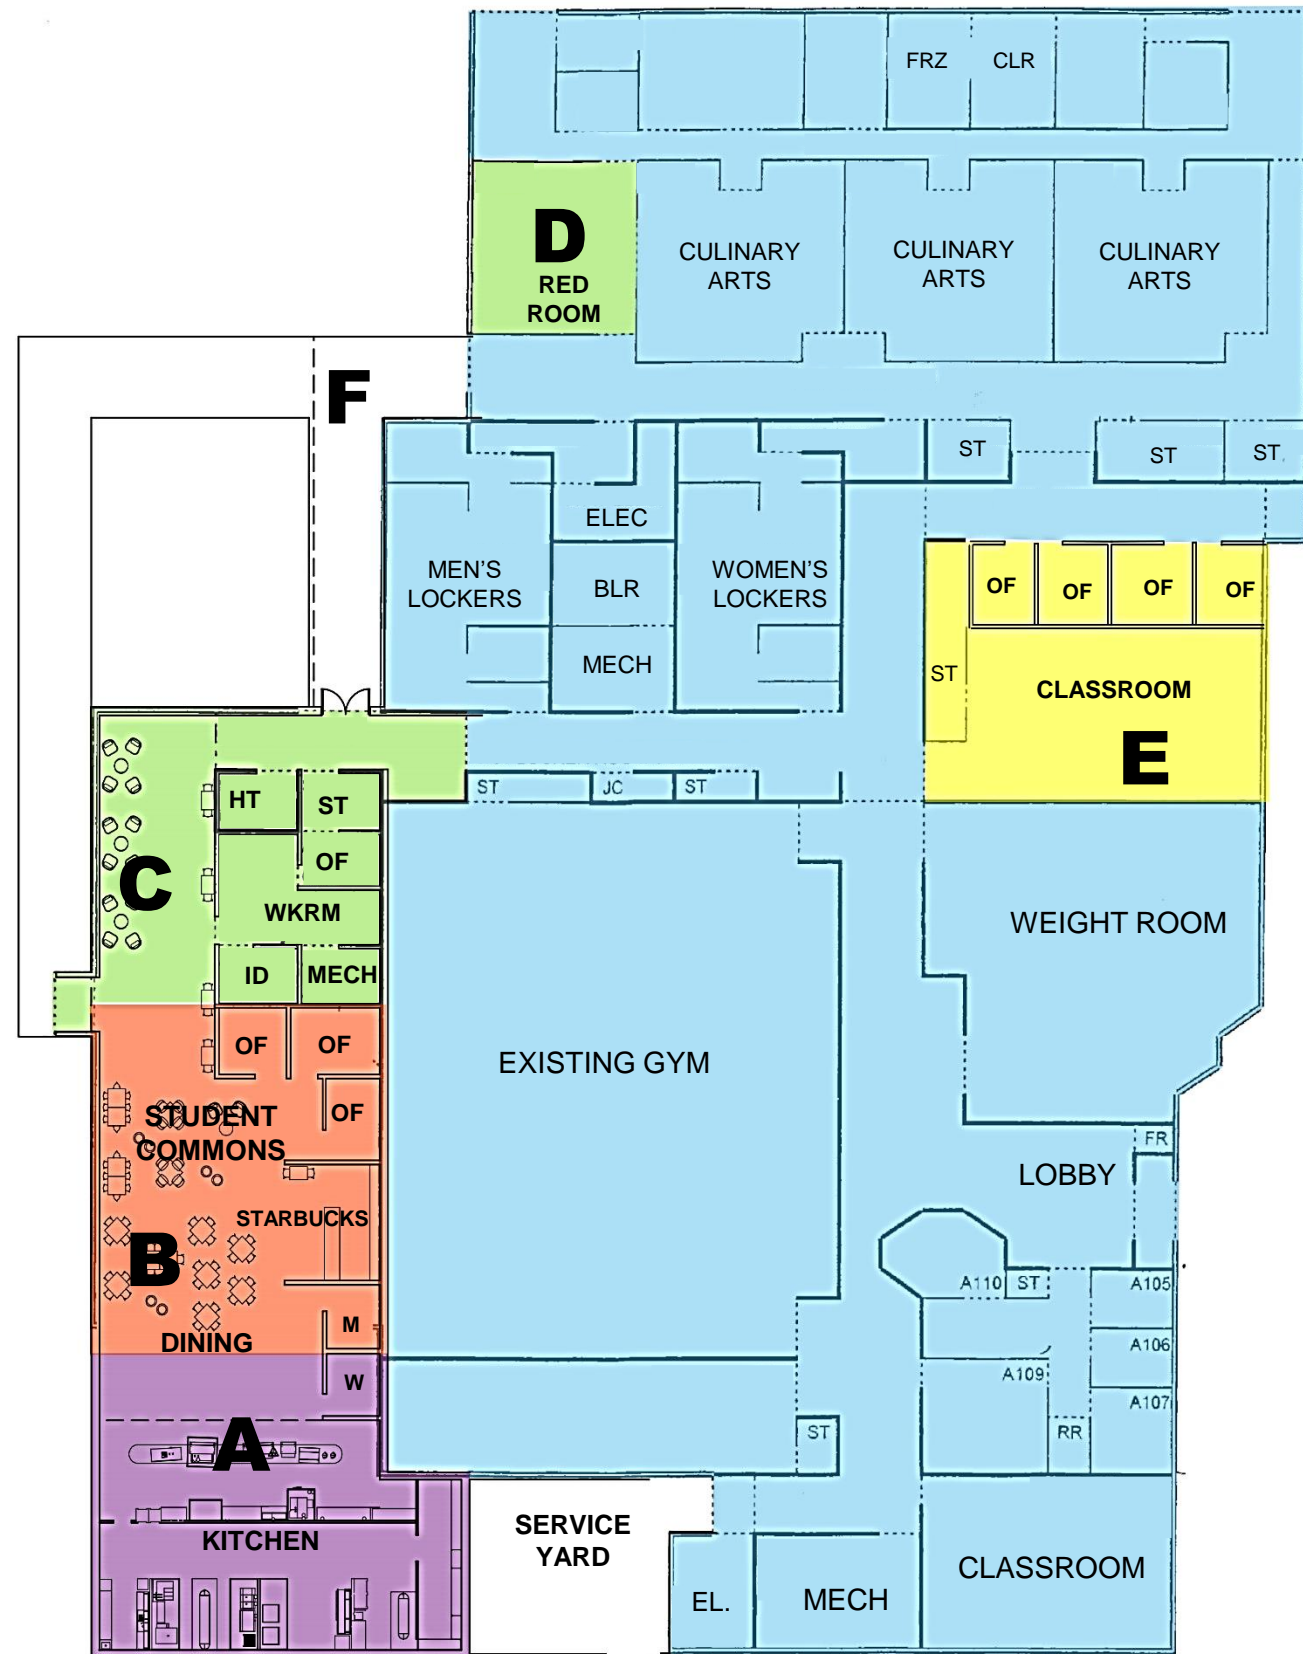 FRZ
CLR
D
RED
ROOM
CULINARY
ARTS
CULINARY
ARTS
CULINARY
ARTS
F
ST
ST
ST
ELEC
MEN'S
LOCKERS
BLR
WOMEN'S
LOCKERS
MECH
OF
OF
OF
OF
ST
CLASSROOM
E
HT
ST
ST
JC
ST
OF
C
WKRM
WEIGHT ROOM
ID
MECH
OF
OF
EXISTING GYM
STUDENT
COMMONS
OF
FR
LOBBY
STARBUCKS
B
A110
ST
A105
M
DINING
A106
A109
W
A107
A
ST
RR
KITCHEN
SERVICE
YARD
EL.
MECH
CLASSROOM